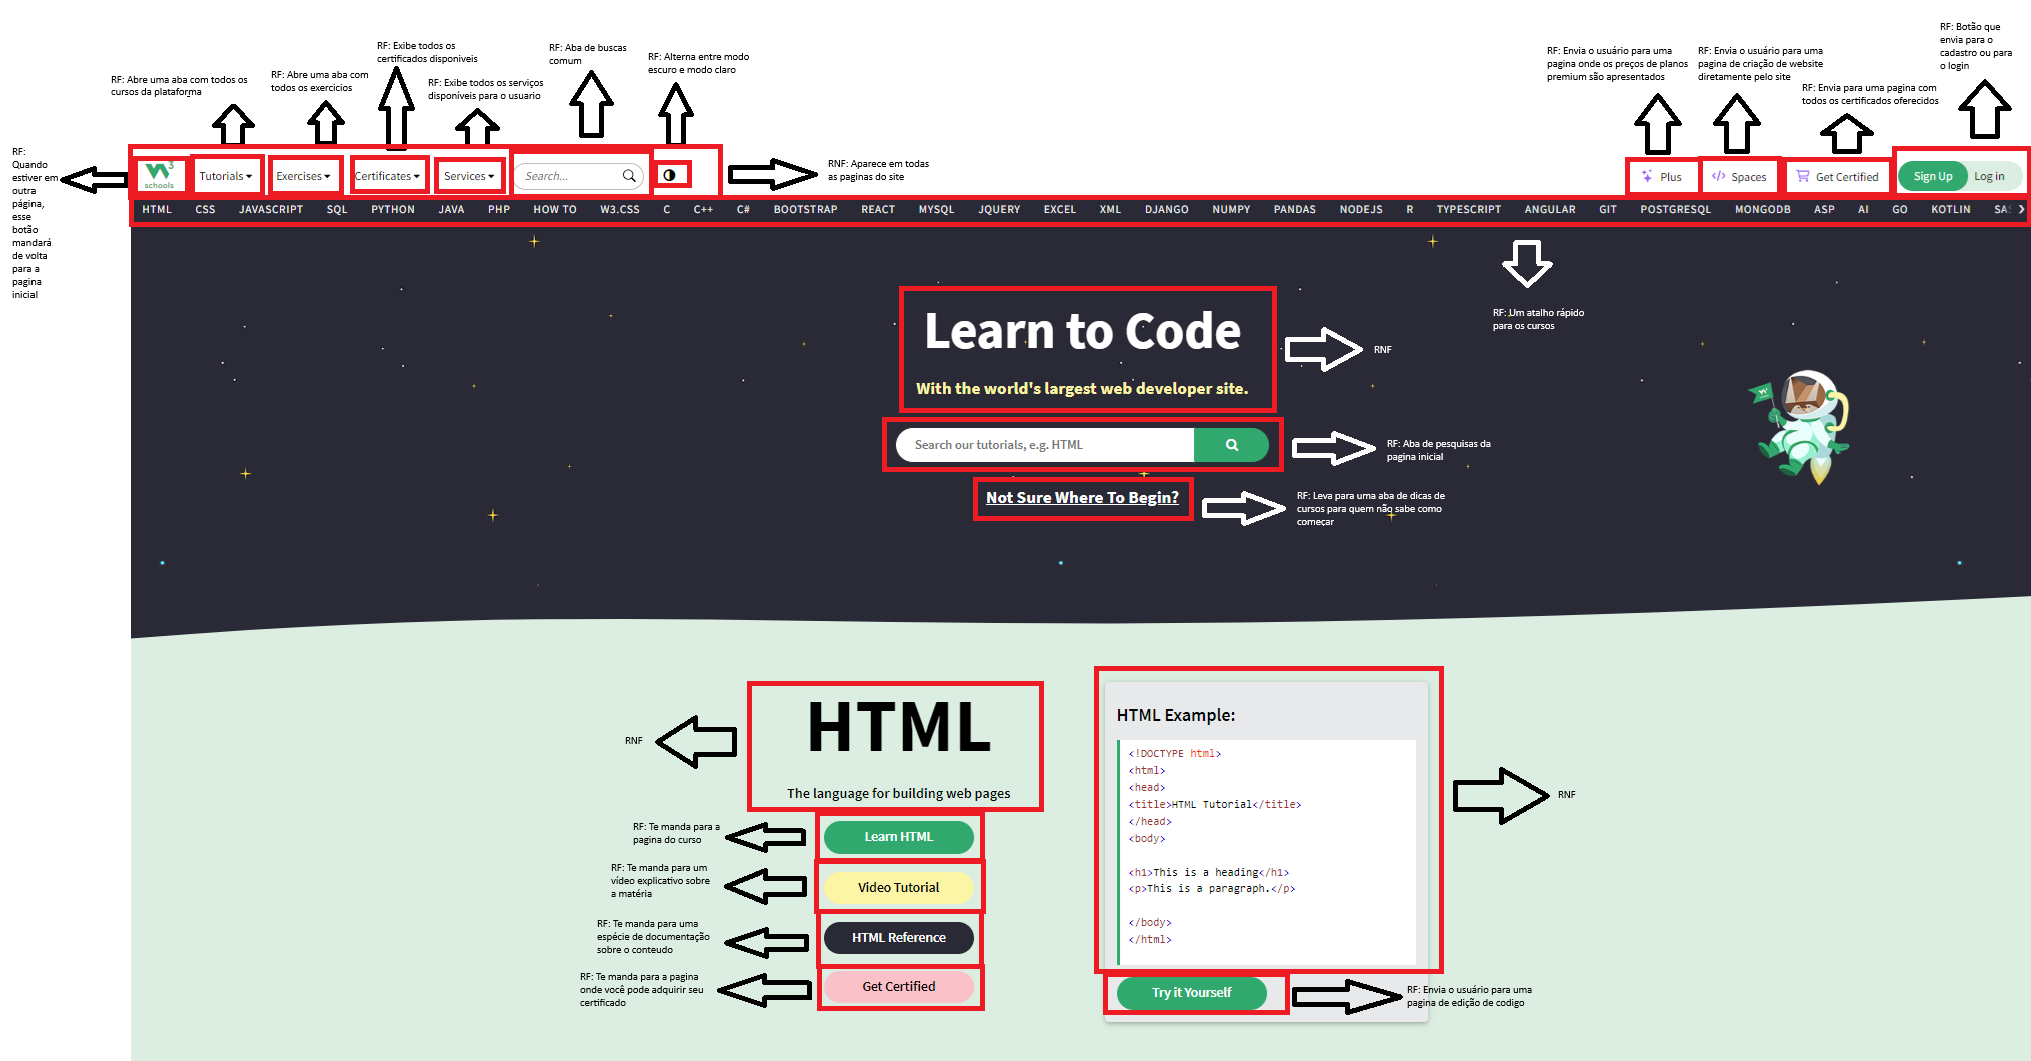 RF: Botão que
envia para o
cadastro ou para
o login
RF: Exibe todos os
certificados disponiveis
RF: Aba de buscas
comum
RF: Alterna entre modo
escuro e modo claro
RF: Envia o usuário para uma
pagina onde os preços de planos
premium são apresentados
RF: Envia o usuário para uma
pagina de criação de website
diretamente pelo site
RF: Abre uma aba com todos os
cursos da plataforma
RF: Abre uma aba com
todos os exercicios
RF: Exibe todos os serviços
disponíveis para o usuario
RF: Envia para uma pagina com
todos os certificados oferecidos
RF:
Quando
estiver em
outra
página,
esse
botão
mandará
de volta
para a
pagina
inicial
W3
schools
Tutorials
Exercises
Certificates
Services
Search...
RNF: Aparece em todas
as paginas do site
Plus
</> Spaces
Get Certified
Sign Up
Log in
HTML CSS JAVASCRIPT SQL PYTHON JAVA PHP HOW TO W3.CSS C C++ C# BOOTSTRAP REACT MYSQL JQUERY EXCEL XML DJANGO NUMPY PANDAS NODEJS R TYPESCRIPT ANGULAR GIT POSTGRESQL MONGODB ASP AI GO KOTLIN SAS
RF: Um atalho rápido
para os cursos
Learn to Code
With the world's largest web developer site.
RNF
Search our tutorials, e.g. HTML
RF: Aba de pesquisas da
pagina inicial
Not Sure Where To Begin?
RF: Leva para uma aba de dicas de
cursos para quem não sabe como
começar
RNF
HTML
The language for building web pages
RF: Te manda para a
pagina do curso
Learn HTML
RF: Te manda para um
vídeo explicativo sobre
a matéria
Video Tutorial
RF: Te manda para uma
espécie de documentação
sobre o conteudo
HTML Reference
RF: Te manda para a pagina
onde você pode adquirir seu
certificado
Get Certified
HTML Example:
<!DOCTYPE html>
<html>
<head>
<title>HTML Tutorial</title>
</head>
<body>
<h1>This is a heading</h1>
<p>This is a paragraph.</p>
</body>
</html>
RNF
Try it Yourself
RF: Envia o usuário para uma
pagina de edição de codigo